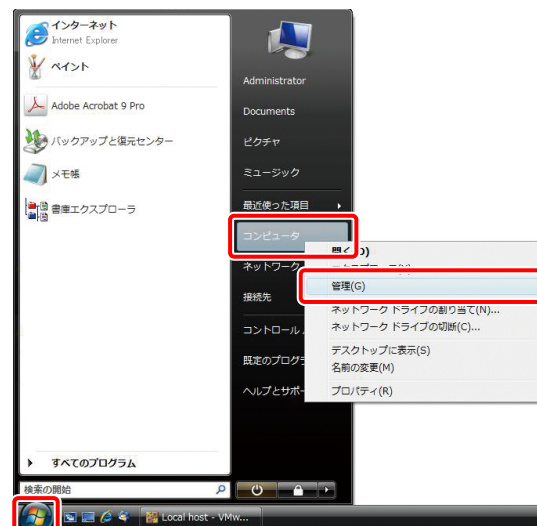 インターネット
Internet Explorer
ペイント
Adobe Acrobat 9 Pro
バックアップと復元センター
メモ帳
書庫エクスプローラ
すべてのプログラム
検索の開始
Administrator
Documents
ピクチャ
ミュージック
最近使った項目
コンピュータ
ネットワーク
接続先
コントロール
既定のプログ
ヘルプとサポー
管理(G)
ネットワーク ドライブの割り当て(N)...
ネットワーク ドライブの切断(C)...
デスクトップに表示(S)
名前の変更(M)
プロパティ(R)
Local host - VMw...